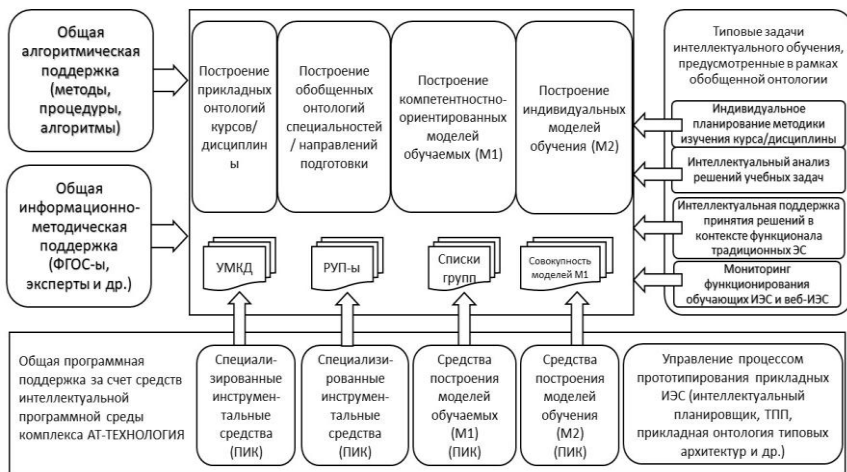 Общая
алгоритмическая
поддержка
(методы,
процедуры,
алгоритмы)
Общая
информационно-
методическая
поддержка
(ФГОС-ы,
эксперты и др.)
Построение
прикладных
онтологий
курсов/
дисциплин
ы
Построение
обобщенных
онтологий
специальностей
/ направлений
подготовки
Построение
компетентностно-
ориентированных
моделей
обучаемых (М1)
Построение
индивидуальных
моделей
обучения (М2)
УМКД
РУП-ы
Списки
групп
Совокупность
моделей М1
Типовые задачи
интеллектуального обучения,
предусмотренные в рамках
обобщенной онтологии
Индивидуальное
планирование методики
изучения курса/дисциплины
Интеллектуальный анализ
решений учебных задач
Интеллектуальная поддержка
принятия решений в
контексте функционала
традиционных ЭС
Мониторинг
функционирования
обучающих ИЭС и веб-ИЭС
Общая программная
поддержка за счет средств
интеллектуальной
программной среды
комплекса АТ-ТЕХНОЛОГИЯ
Специали-
зированные
инструмен-
тальные
средства
(ПИК)
Специализи-
рованные
инструмен-
тальные
средства
(ПИК)
Средства
построения
моделей
обучаемых
(М1)
(ПИК)
Средства
построения
моделей
обучения
(М2)
(ПИК)
Управление процессом
прототипирования прикладных
ИЭС (интеллектуальный
планировщик, ТПП,
прикладная онтология типовых
архитектур и др.)